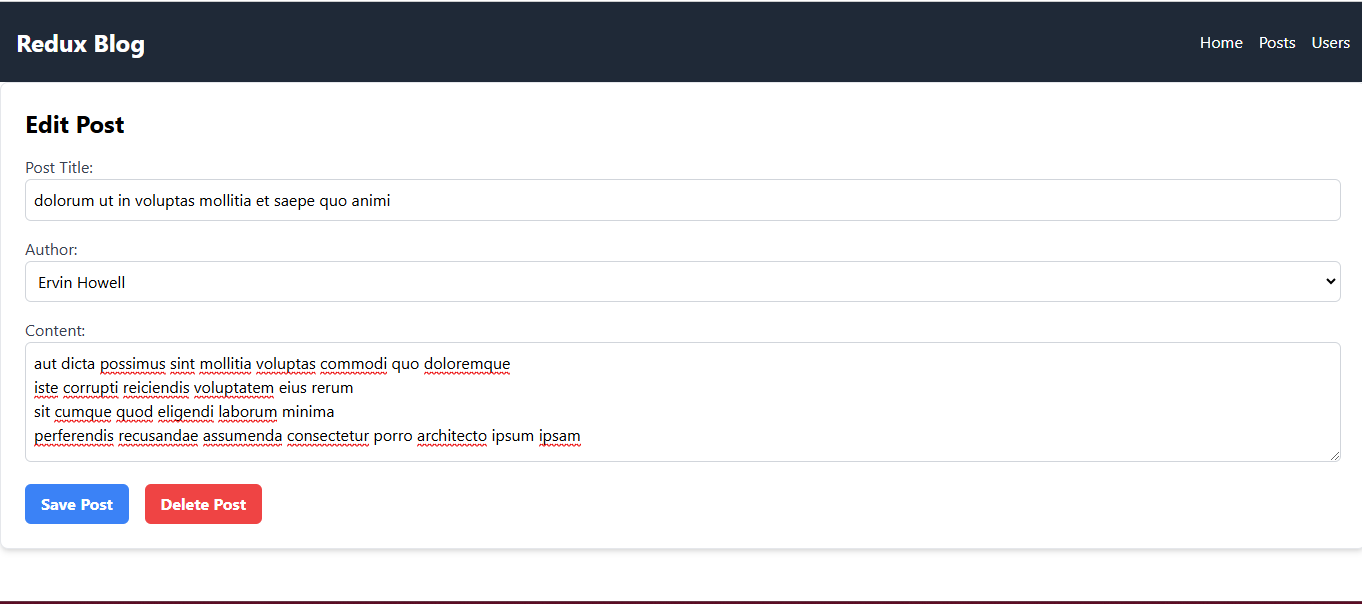 Redux Blog
Home Posts Users
Edit Post
Post Title:
dolorum ut in voluptas mollitia et saepe quo animi
Author:
Ervin Howell
Content:
aut dicta possimus sint mollitia voluptas commodi quo doloremque
iste corrupti reiciendis voluptatem eius rerum
sit cumque quod eligendi laborum minima
perferendis recusandae assumenda consectetur porro architecto ipsum ipsam
Save Post Delete Post